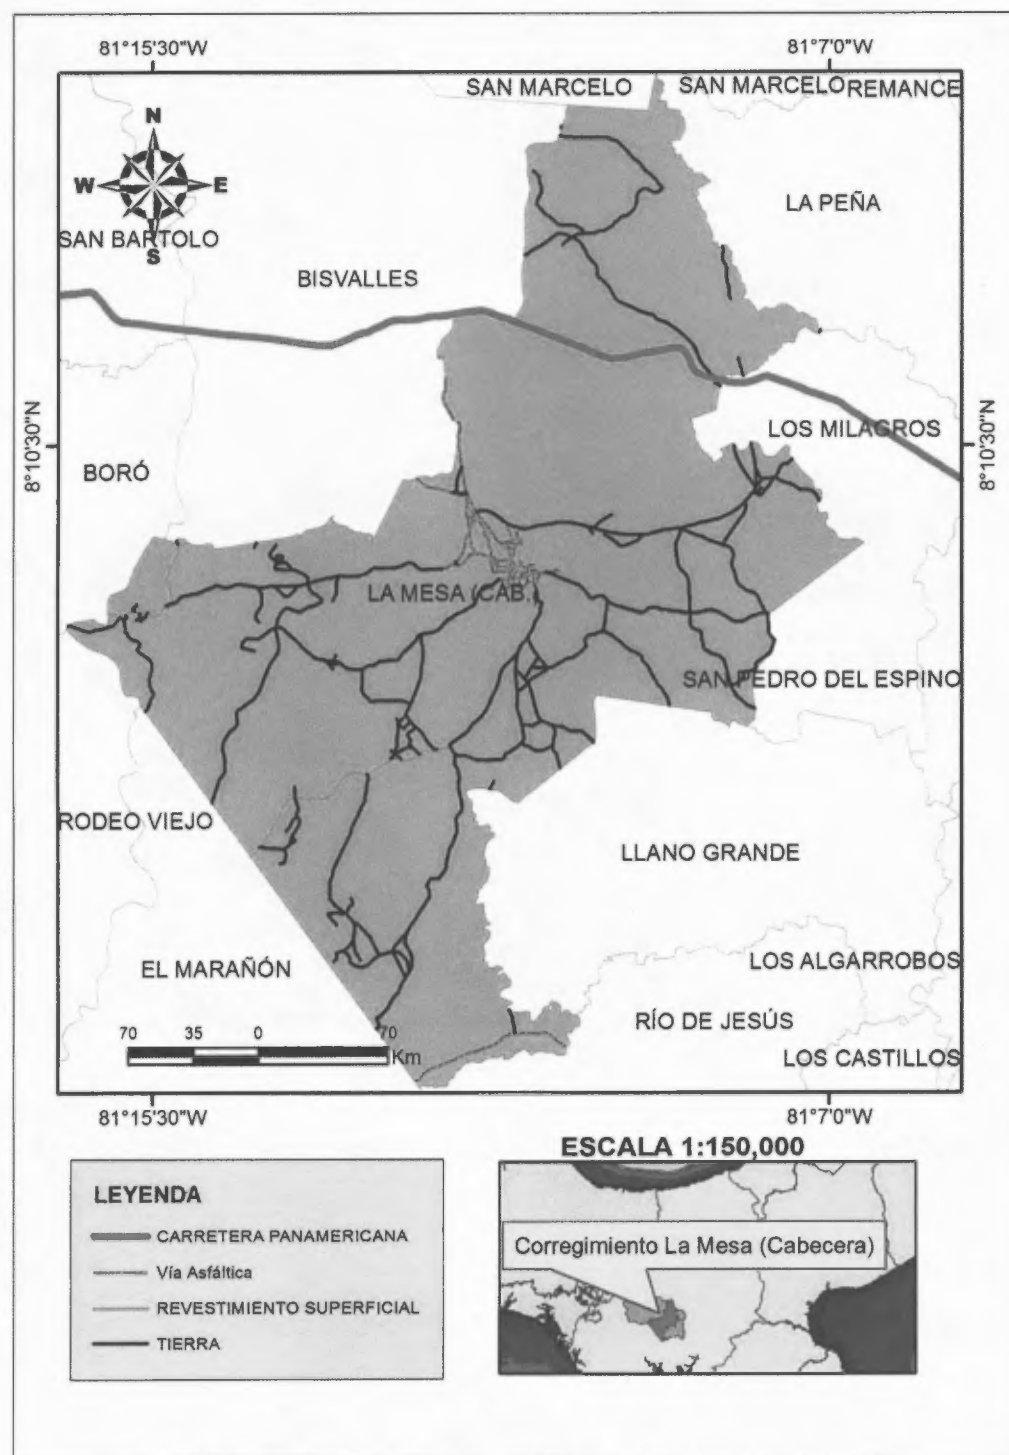 81°15'30"W 81°7'0"W
SAN MARCELO SAN MARCELO REMANCE
N
W E
S
LA PEÑA
SAN BARTOLO
BISVALLES
8°10'30"N 8°10'30"N
LOS MILAGROS
BORÓ
LA MESA (CAB.)
SAN PEDRO DEL ESPINO
RODEO VIEJO
LLANO GRANDE
EL MARAÑÓN
LOS ALGARROBOS
RÍO DE JESÚS
70 35 0 70
Km
LOS CASTILLOS
81°15'30"W 81°7'0"W
ESCALA 1:150,000
LEYENDA
CARRETERA PANAMERICANA
Vía Asfáltica
REVESTIMIENTO SUPERFICIAL
TIERRA
Corregimiento La Mesa (Cabecera)